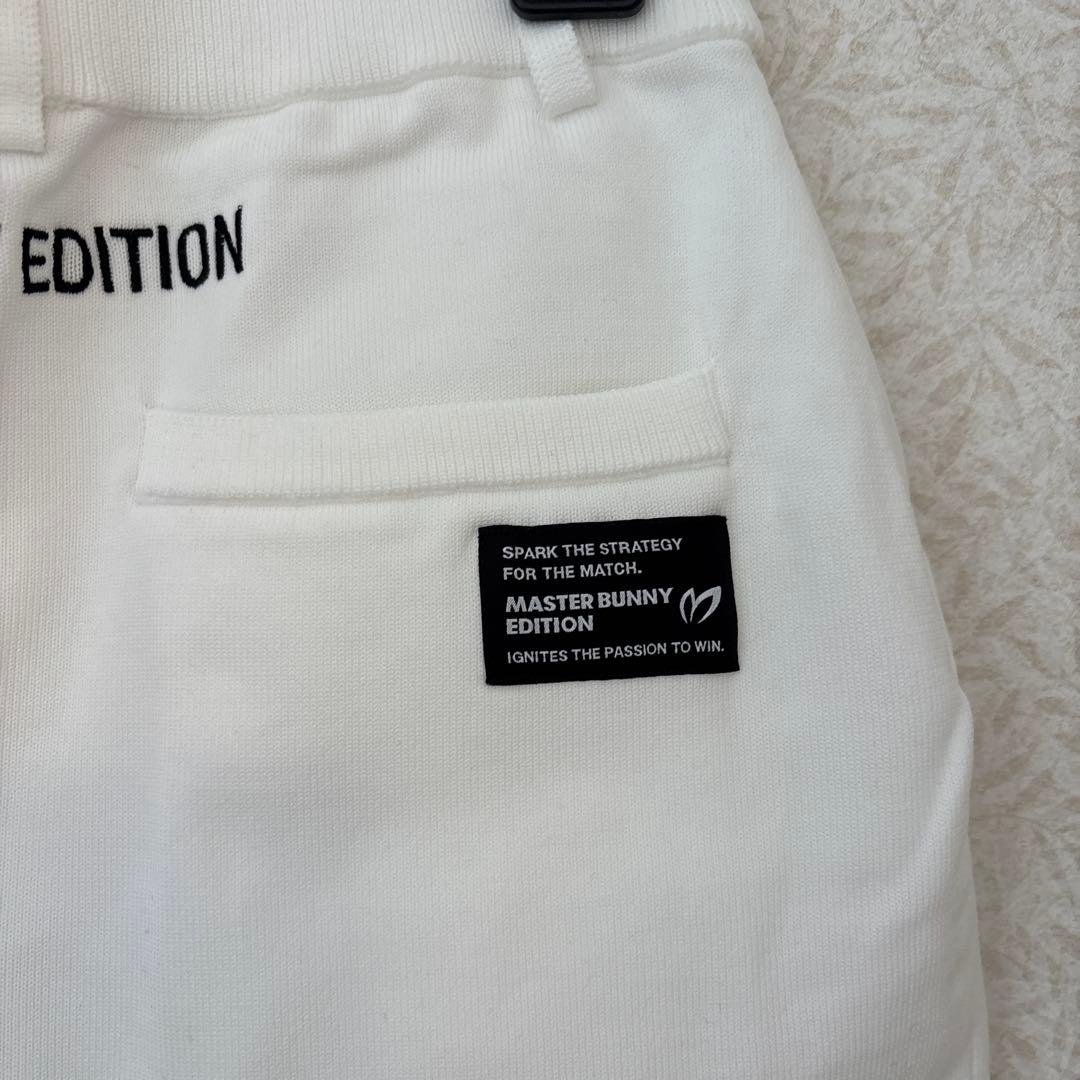 EDITION
SPARK THE STRATEGY
FOR THE MATCH.
MASTER BUNNY
EDITION
IGNITES THE PASSION TO WIN.